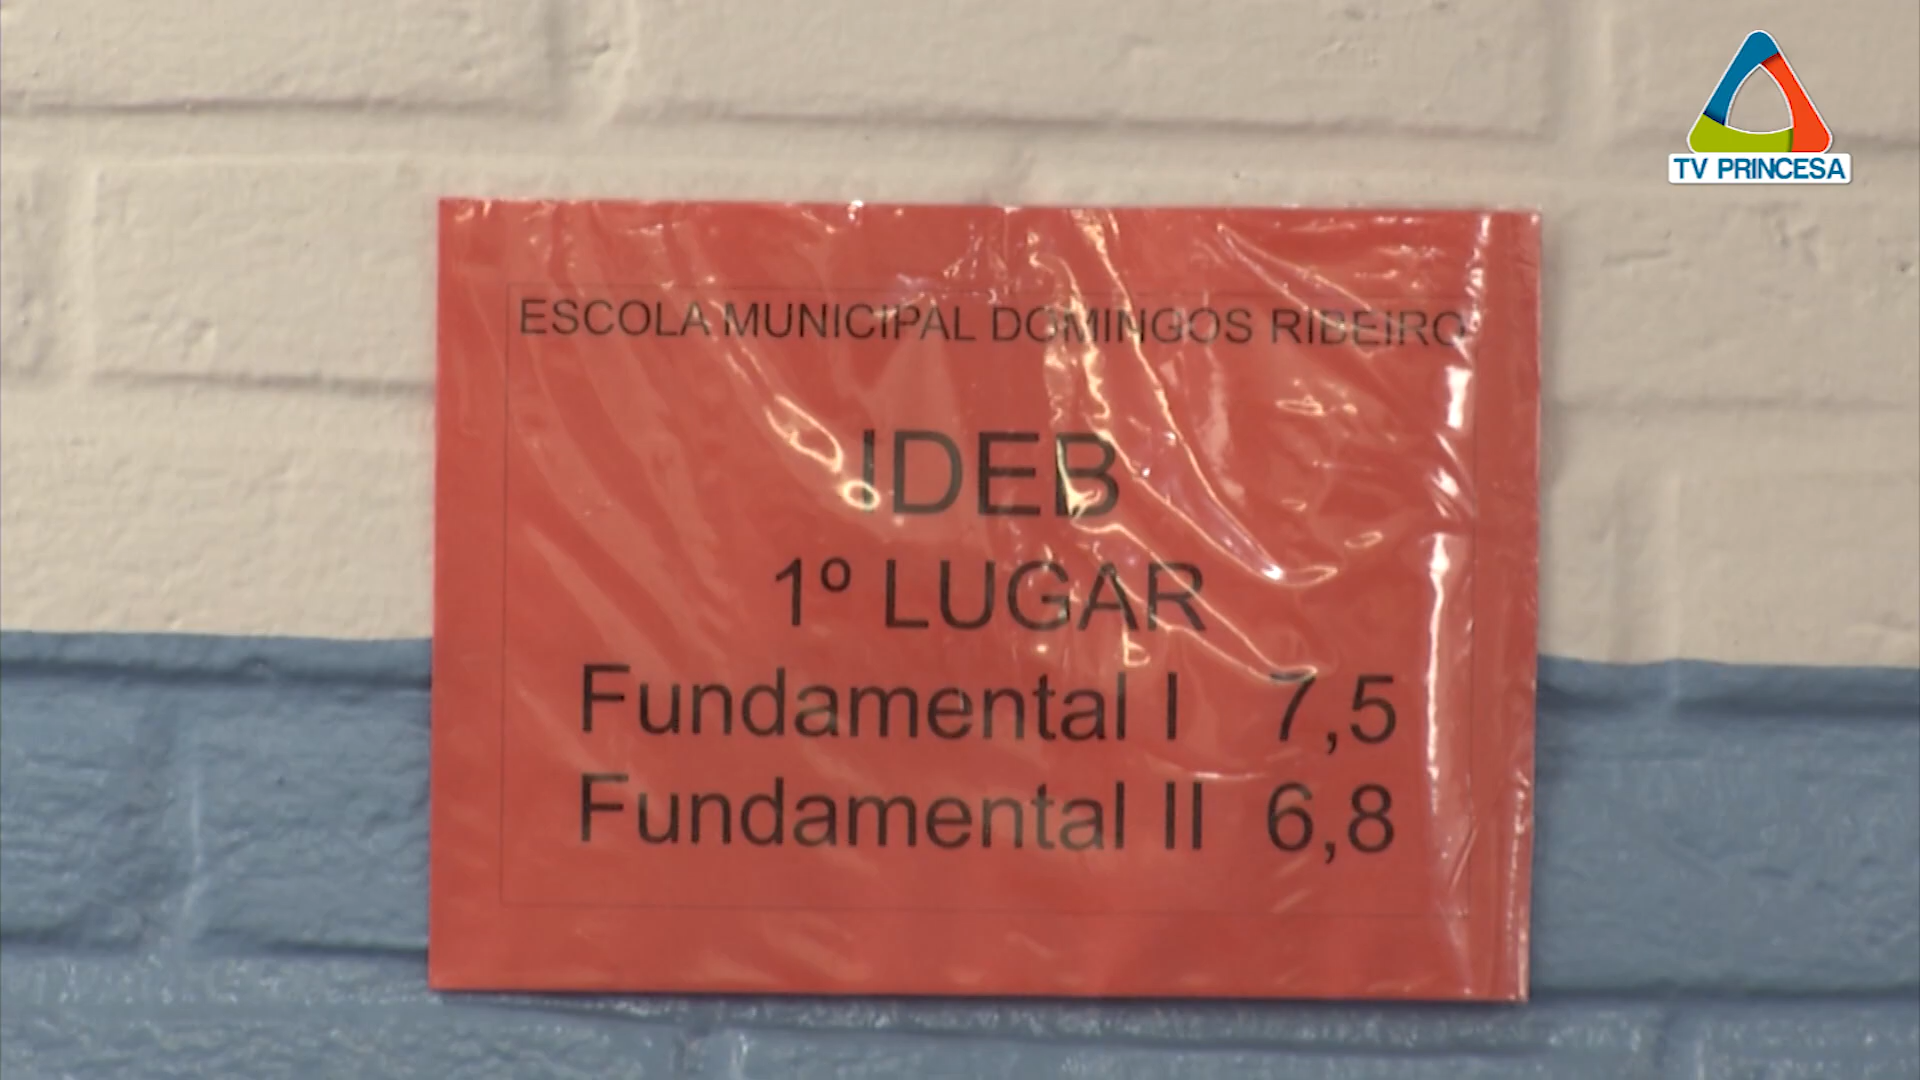 TV PRINCESA
ESCOLA MUNICIPAL DOMINGOS RIBEIRO
IDEB
1º LUGAR
Fundamental I 7,5
Fundamental II 6,8